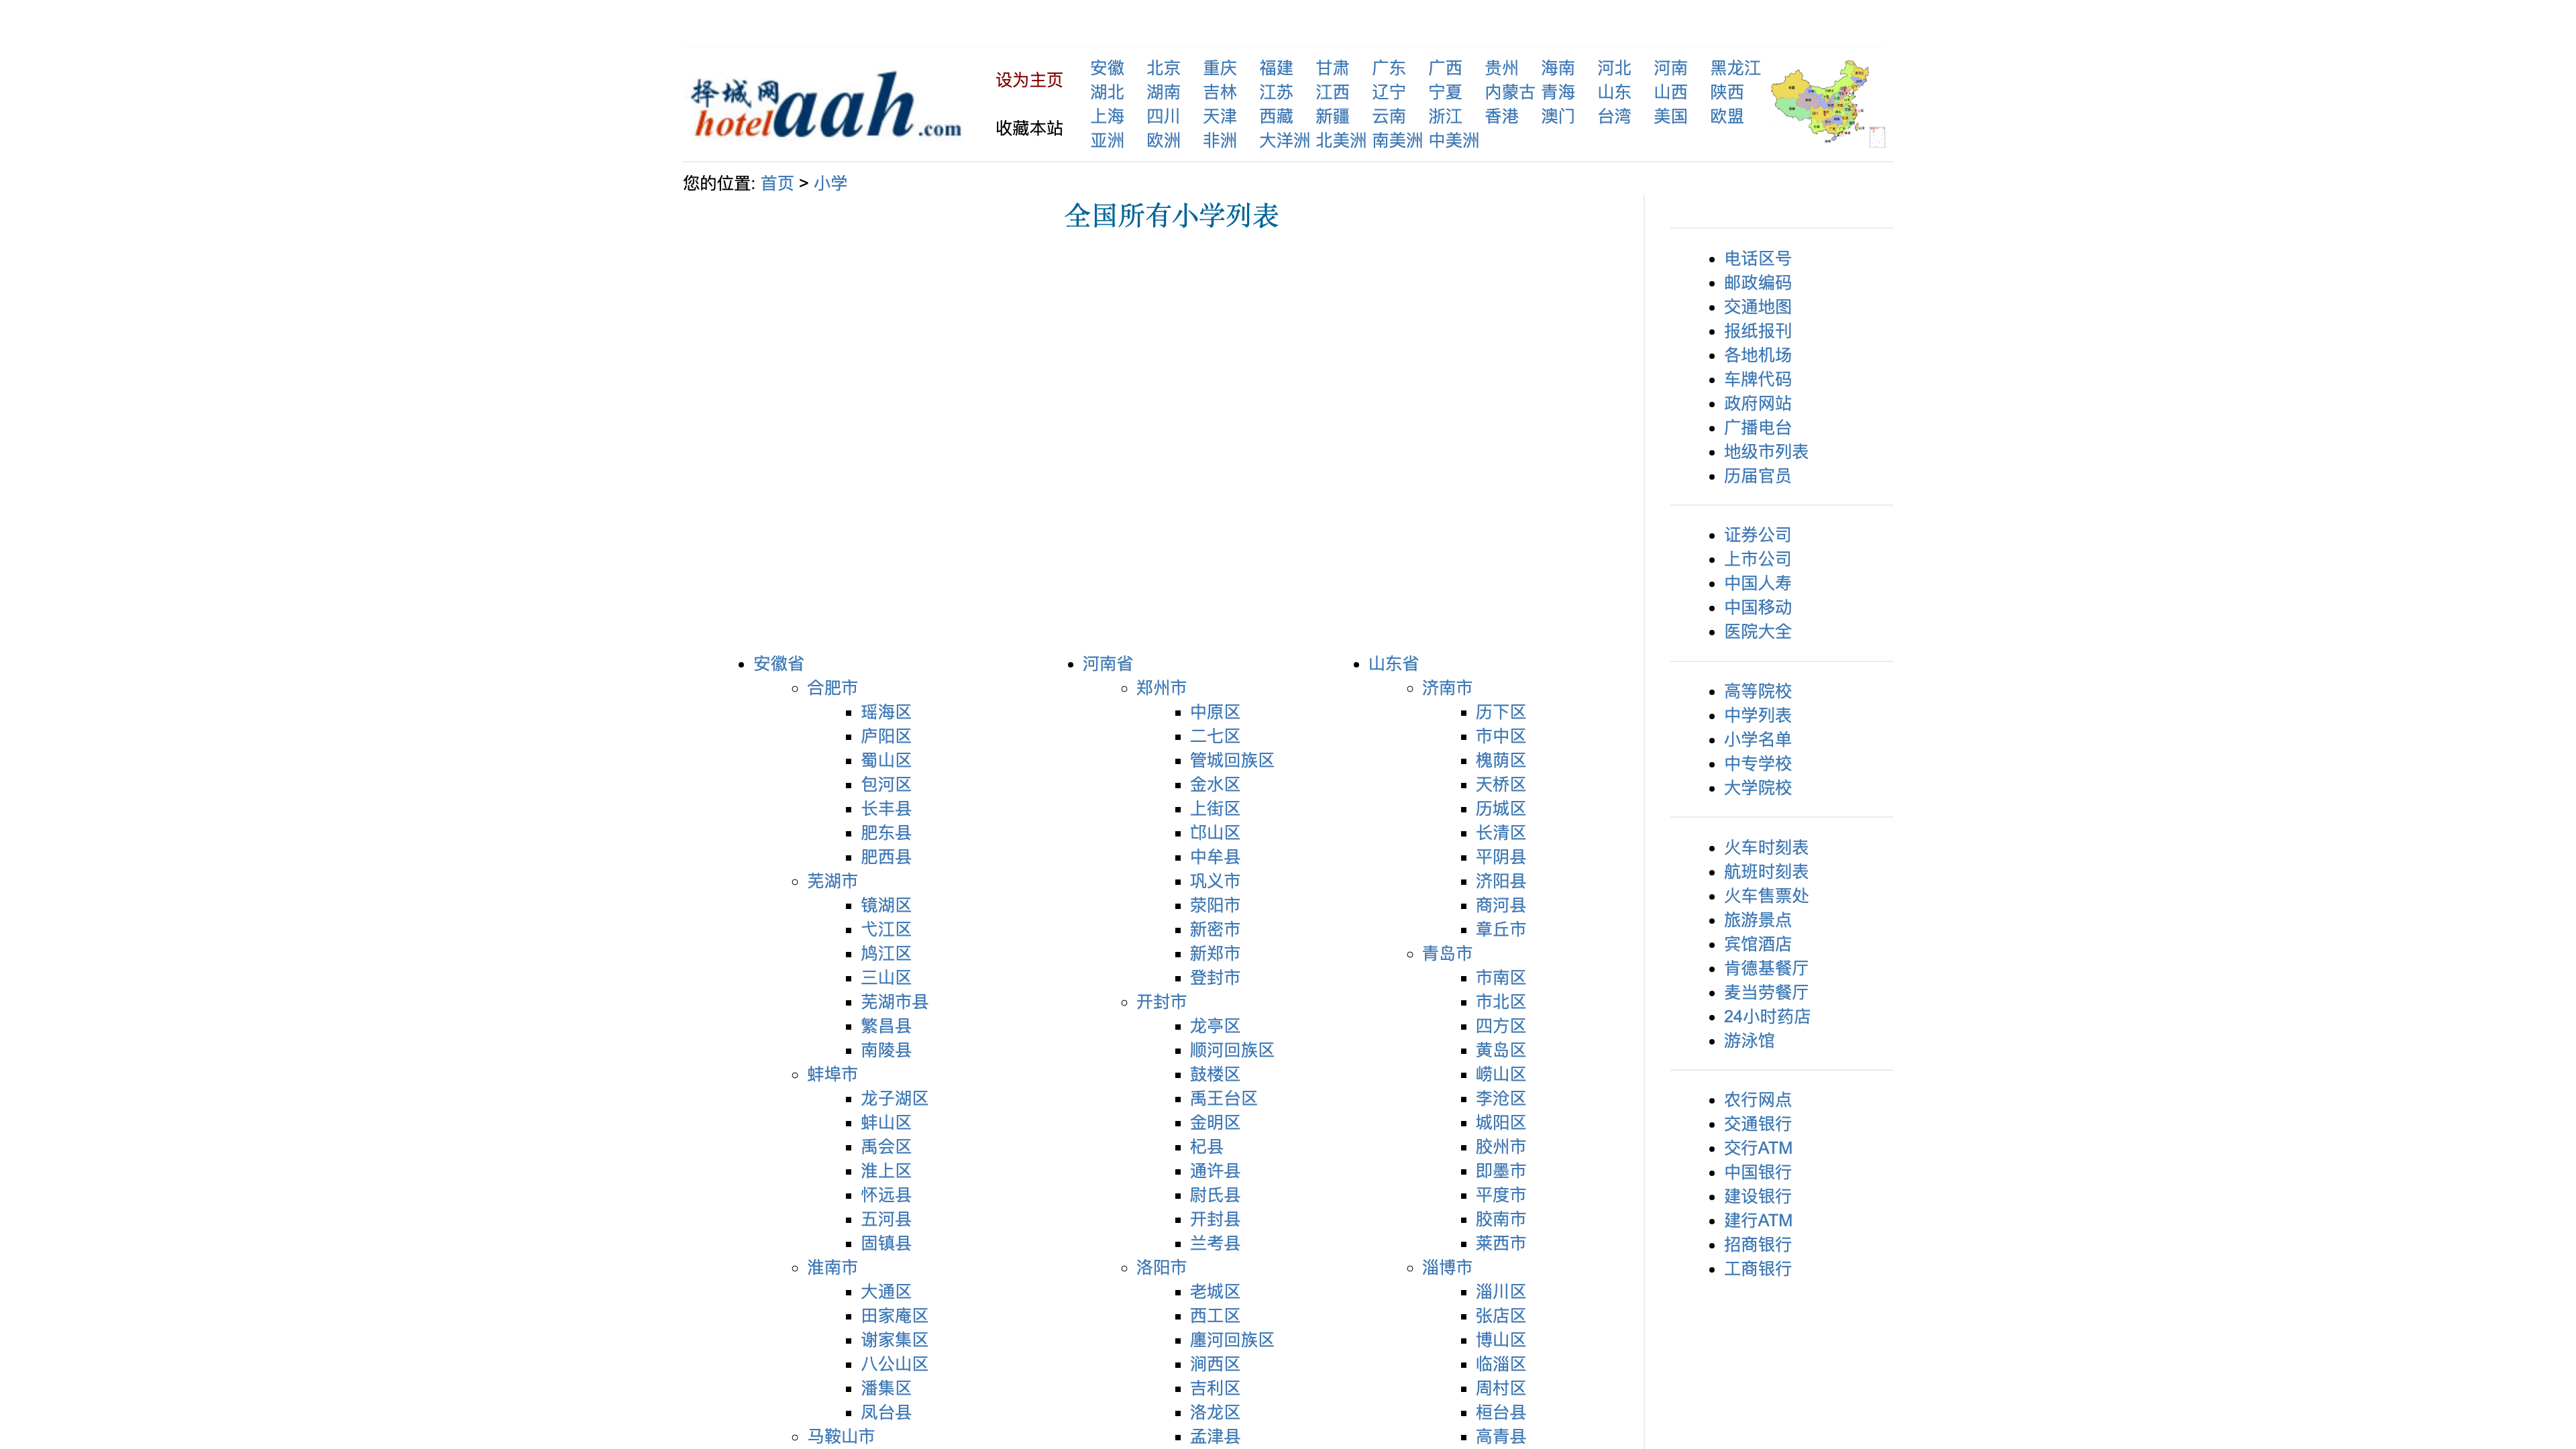 择城网
hotelaah.com
设为主页
收藏本站
安徽 北京 重庆 福建 甘肃 广东 广西 贵州 海南 河北 河南 黑龙江
湖北 湖南 吉林 江苏 江西 辽宁 宁夏 内蒙古 青海 山东 山西 陕西
上海 四川 天津 西藏 新疆 云南 浙江 香港 澳门 台湾 美国 欧盟
亚洲 欧洲 非洲 大洋洲 北美洲 南美洲 中美洲
您的位置: 首页 > 小学
全国所有小学列表
安徽省
合肥市
瑶海区
庐阳区
蜀山区
包河区
长丰县
肥东县
肥西县
芜湖市
镜湖区
弋江区
鸠江区
三山区
芜湖市县
繁昌县
南陵县
蚌埠市
龙子湖区
蚌山区
禹会区
淮上区
怀远县
五河县
固镇县
淮南市
大通区
田家庵区
谢家集区
八公山区
潘集区
凤台县
马鞍山市
河南省
郑州市
中原区
二七区
管城回族区
金水区
上街区
邙山区
中牟县
巩义市
荥阳市
新密市
新郑市
登封市
开封市
龙亭区
顺河回族区
鼓楼区
禹王台区
金明区
杞县
通许县
尉氏县
开封县
兰考县
洛阳市
老城区
西工区
廛河回族区
涧西区
吉利区
洛龙区
孟津县
山东省
济南市
历下区
市中区
槐荫区
天桥区
历城区
长清区
平阴县
济阳县
商河县
章丘市
青岛市
市南区
市北区
四方区
黄岛区
崂山区
李沧区
城阳区
胶州市
即墨市
平度市
胶南市
莱西市
淄博市
淄川区
张店区
博山区
临淄区
周村区
桓台县
高青县
电话区号
邮政编码
交通地图
报纸报刊
各地机场
车牌代码
政府网站
广播电台
地级市列表
历届官员
证券公司
上市公司
中国人寿
中国移动
医院大全
高等院校
中学列表
小学名单
中专学校
大学院校
火车时刻表
航班时刻表
火车售票处
旅游景点
宾馆酒店
肯德基餐厅
麦当劳餐厅
24小时药店
游泳馆
农行网点
交通银行
交行ATM
中国银行
建设银行
建行ATM
招商银行
工商银行